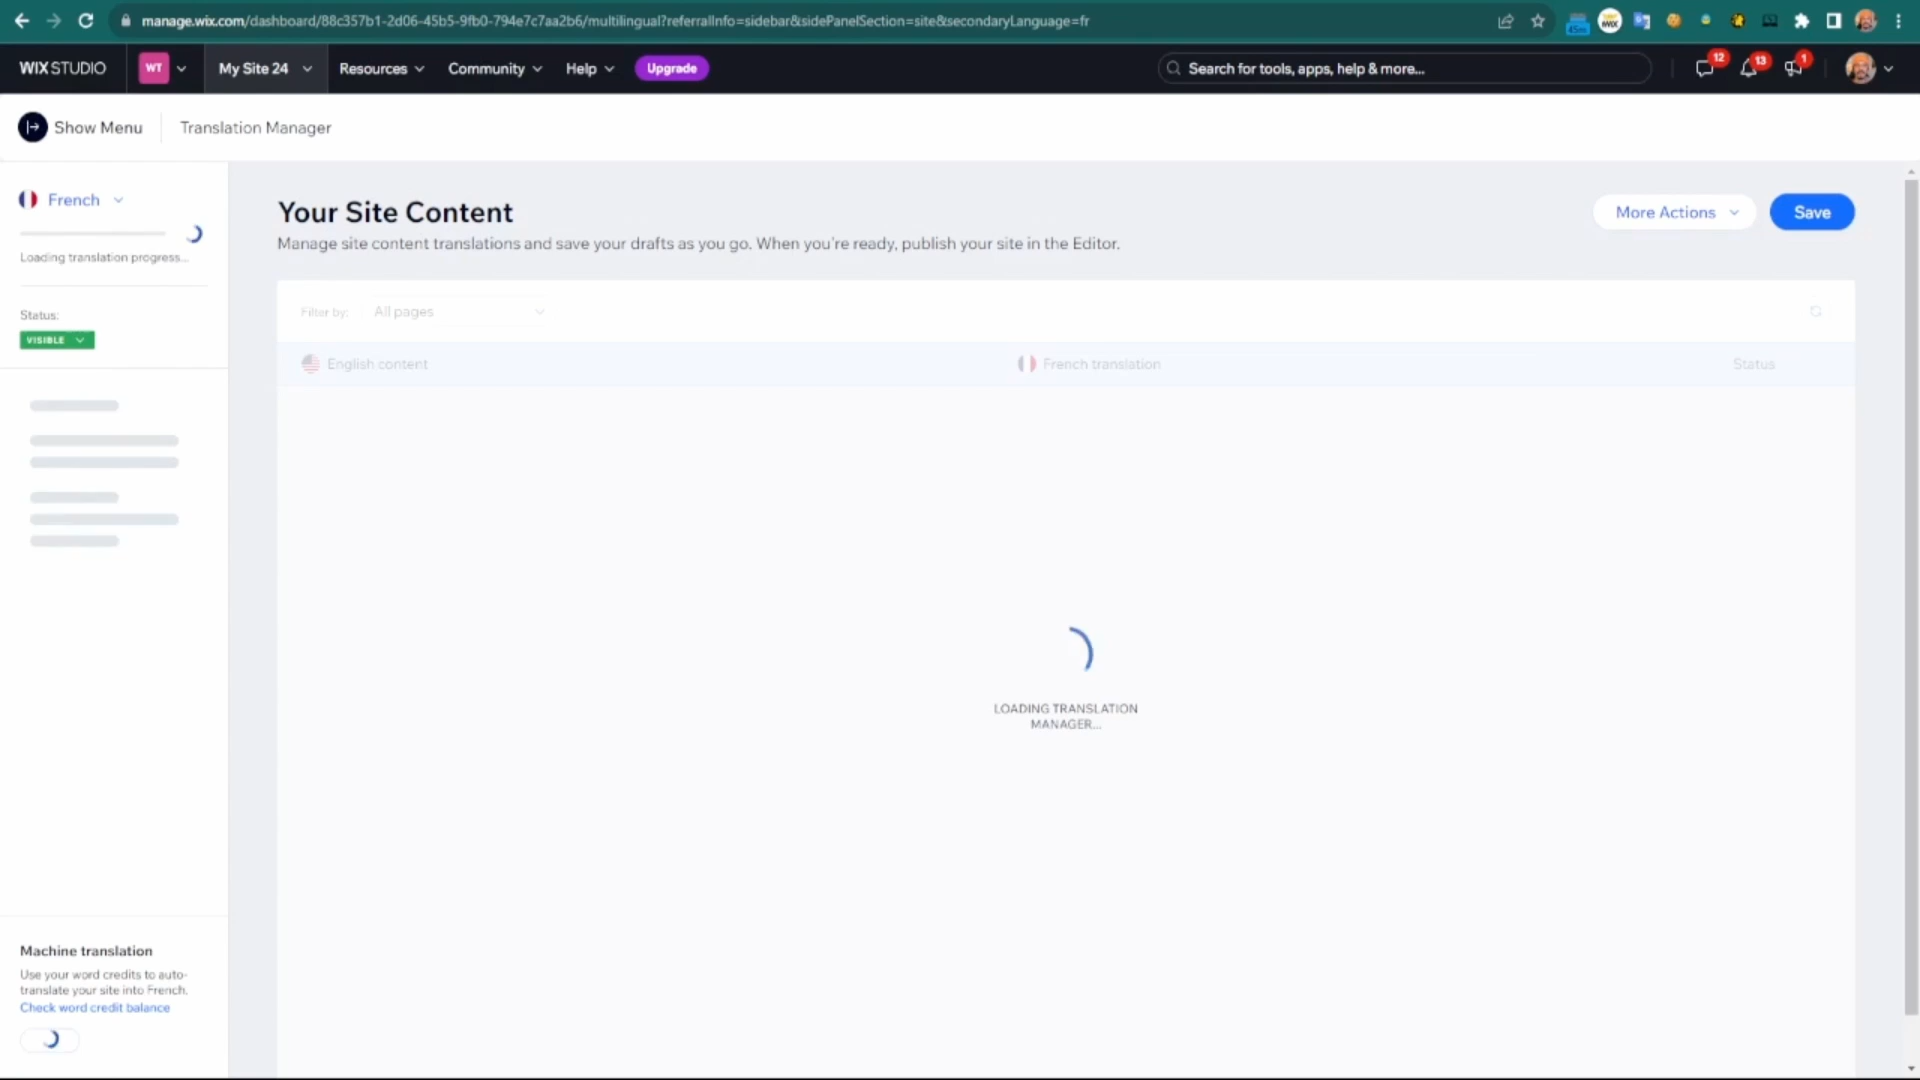 manage.wix.com/dashboard/88c357b1-2d06-45b5-9fb0-794e7c7aa2b6/multilingual?referralInfo=sidebar&sidePanelSection=site&secondaryLanguage=fr
WIX STUDIO
WT
My Site 24
Resources
Community
Help
Upgrade
Search for tools, apps, help & more...
12
13
1
Show Menu
Translation Manager
French
Loading translation progress...
Status:
VISIBLE
Your Site Content
Manage site content translations and save your drafts as you go. When you're ready, publish your site in the Editor.
More Actions
Save
Filter by:
All pages
English content
French translation
Status
LOADING TRANSLATION
MANAGER...
Machine translation
Use your word credits to auto-
translate your site into French.
Check word credit balance